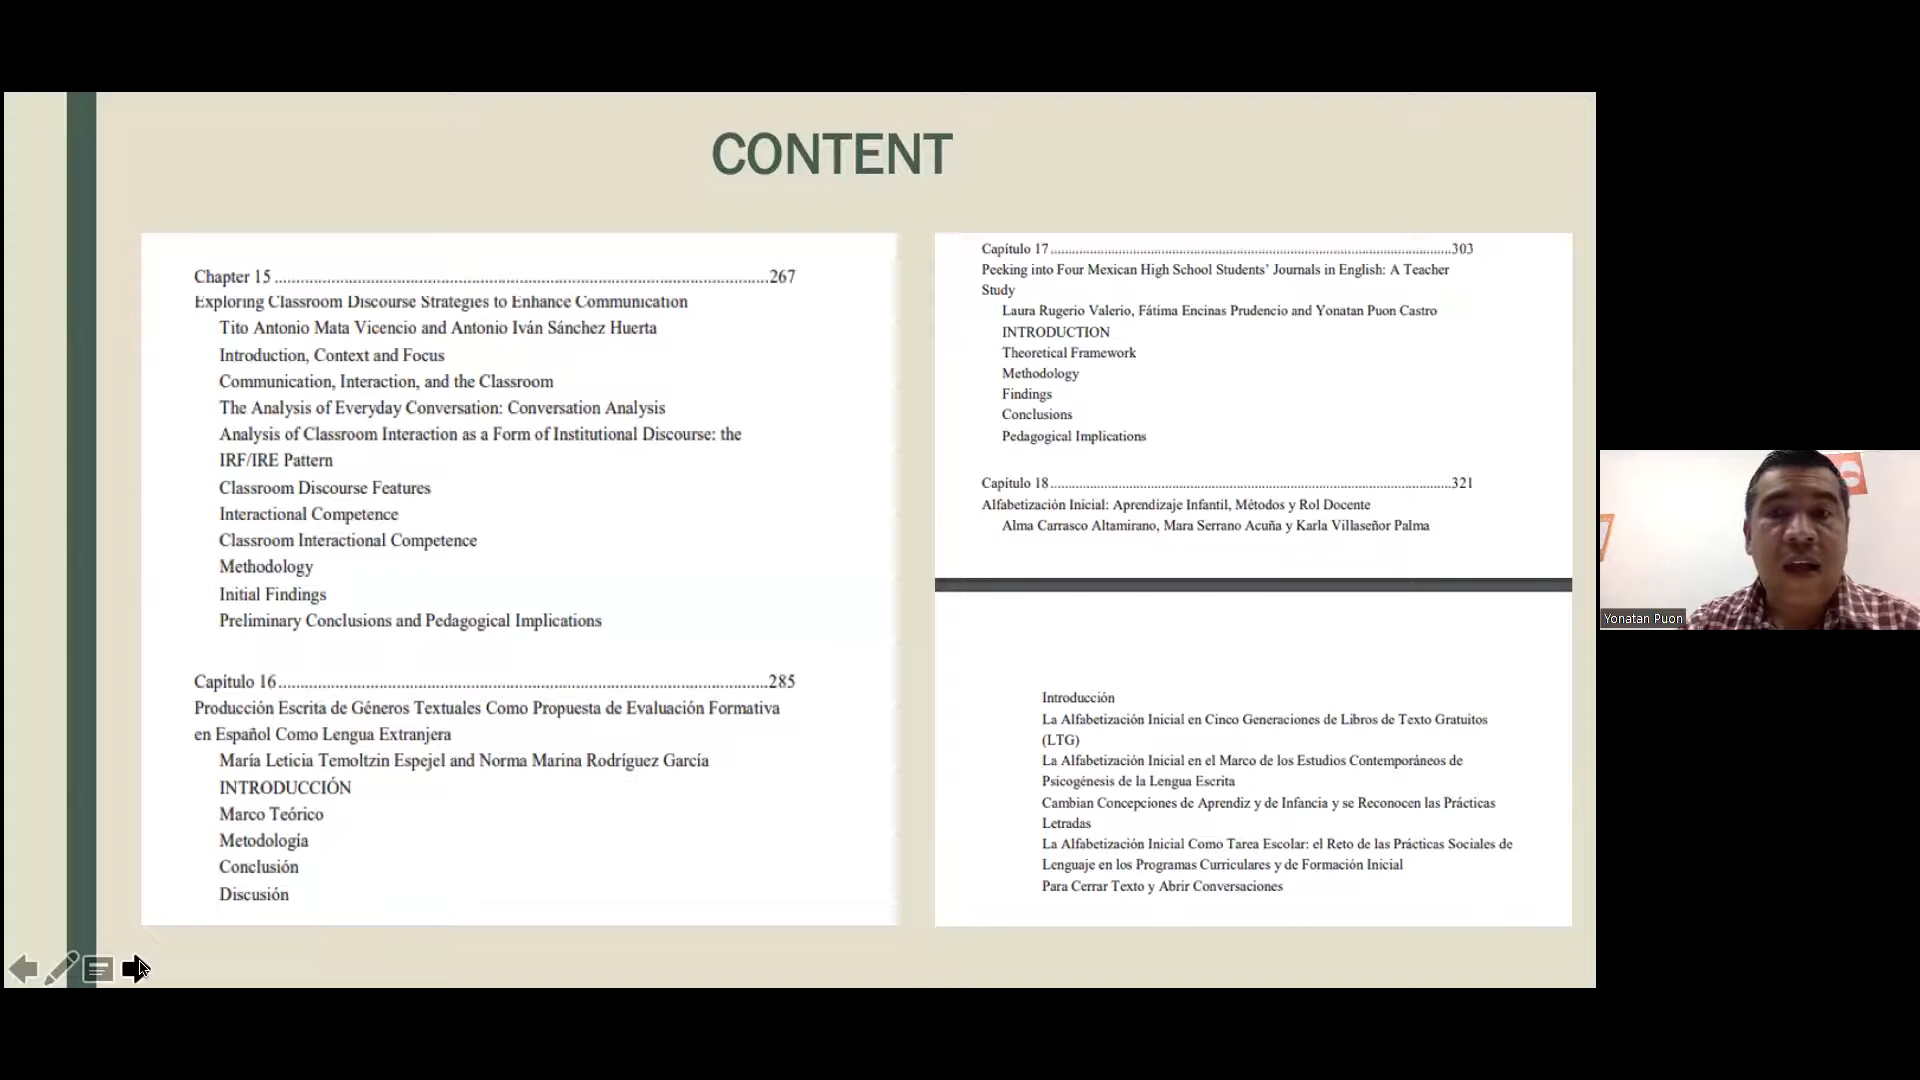 CONTENT
Chapter 15 ........................................................................................................267
Exploring Classroom Discourse Strategies to Enhance Communication
Tito Antonio Mata Vicencio and Antonio Iván Sánchez Huerta
Introduction, Context and Focus
Communication, Interaction, and the Classroom
The Analysis of Everyday Conversation: Conversation Analysis
Analysis of Classroom Interaction as a Form of Institutional Discourse: the
IRF/IRE Pattern
Classroom Discourse Features
Interactional Competence
Classroom Interactional Competence
Methodology
Initial Findings
Preliminary Conclusions and Pedagogical Implications
Capítulo 16........................................................................................................285
Producción Escrita de Géneros Textuales Como Propuesta de Evaluación Formativa
en Español Como Lengua Extranjera
María Leticia Temoltzin Espejel and Norma Marina Rodríguez García
INTRODUCCIÓN
Marco Teórico
Metodología
Conclusión
Discusión
Capítulo 17........................................................................................................303
Peeking into Four Mexican High School Students’ Journals in English: A Teacher
Study
Laura Rugerio Valerio, Fátima Encinas Prudencio and Yonatan Puon Castro
INTRODUCTION
Theoretical Framework
Methodology
Findings
Conclusions
Pedagogical Implications
Capítulo 18........................................................................................................321
Alfabetización Inicial: Aprendizaje Infantil, Métodos y Rol Docente
Alma Carrasco Altamirano, Mara Serrano Acuña y Karla Villaseñor Palma
Introducción
La Alfabetización Inicial en Cinco Generaciones de Libros de Texto Gratuitos
(LTG)
La Alfabetización Inicial en el Marco de los Estudios Contemporáneos de
Psicogénesis de la Lengua Escrita
Cambian Concepciones de Aprendiz y de Infancia y se Reconocen las Prácticas
Letradas
La Alfabetización Inicial Como Tarea Escolar: el Reto de las Prácticas Sociales de
Lenguaje en los Programas Curriculares y de Formación Inicial
Para Cerrar Texto y Abrir Conversaciones
Yonatan Puon